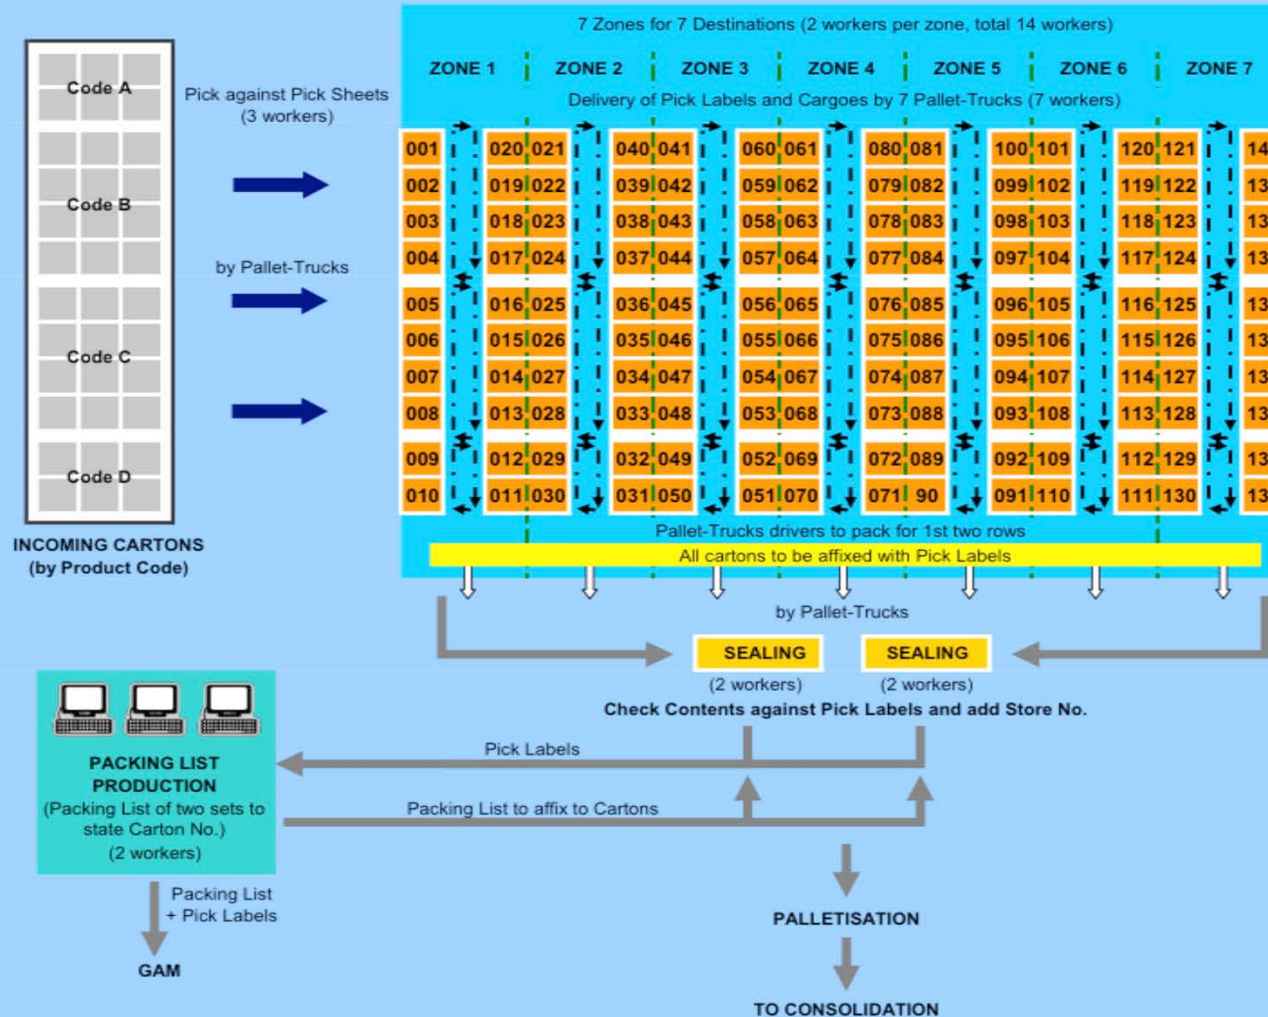 7 Zones for 7 Destinations (2 workers per zone, total 14 workers)
ZONE 1 ZONE 2 ZONE 3 ZONE 4 ZONE 5 ZONE 6 ZONE 7
Delivery of Pick Labels and Cargoes by 7 Pallet-Trucks (7 workers)
Code A
Code B
Code C
Code D
INCOMING CARTONS
(by Product Code)
Pick against Pick Sheets
(3 workers)
by Pallet-Trucks
001 020 021 040 041 060 061 080 081 100 101 120 121 14
002 019 022 039 042 059 062 079 082 099 102 119 122 13
003 018 023 038 043 058 063 078 083 098 103 118 123 13
004 017 024 037 044 057 064 077 084 097 104 117 124 13
005 016 025 036 045 056 065 076 085 096 105 116 125 13
006 015 026 035 046 055 066 075 086 095 106 115 126 13
007 014 027 034 047 054 067 074 087 094 107 114 127 13
008 013 028 033 048 053 068 073 088 093 108 113 128 13
009 012 029 032 049 052 069 072 089 092 109 112 129 13
010 011 030 031 050 051 070 071 90 091 110 111 130 13
Pallet-Trucks drivers to pack for 1st two rows
All cartons to be affixed with Pick Labels
by Pallet-Trucks
SEALING SEALING
(2 workers) (2 workers)
Check Contents against Pick Labels and add Store No.
Pick Labels
PACKING LIST
PRODUCTION
(Packing List of two sets to
state Carton No.)
(2 workers)
Packing List to affix to Cartons
Packing List
+ Pick Labels
GAM
PALLETISATION
TO CONSOLIDATION